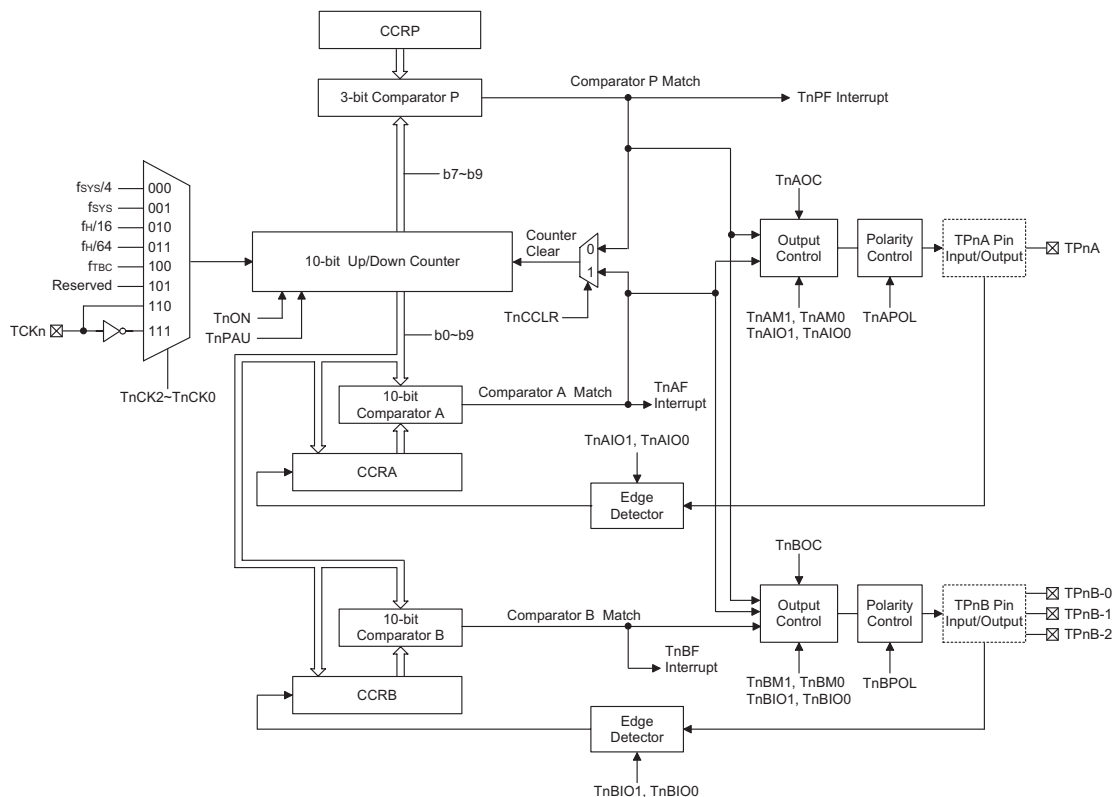 CCRP
3-bit Comparator P
Comparator P Match
TnPF Interrupt
b7~b9
fSYS/4
000
fSYS
001
fH/16
010
fH/64
011
fTBC
100
Reserved
101
110
TCKn
111
TnCK2~TnCK0
10-bit Up/Down Counter
TnON
TnPAU
Counter
Clear
0
1
TnCCLR
b0~b9
TnAOC
Output
Control
Polarity
Control
TPnA Pin
Input/Output
TPnA
TnAM1, TnAM0
TnAIO1, TnAIO0
TnAPOL
10-bit
Comparator A
Comparator A Match
TnAF
Interrupt
CCRA
TnAIO1, TnAIO0
Edge
Detector
TnBOC
Output
Control
Polarity
Control
TPnB Pin
Input/Output
TPnB-0
TPnB-1
TPnB-2
10-bit
Comparator B
Comparator B Match
TnBF
Interrupt
TnBM1, TnBM0
TnBIO1, TnBIO0
TnBPOL
CCRB
Edge
Detector
TnBIO1, TnBIO0